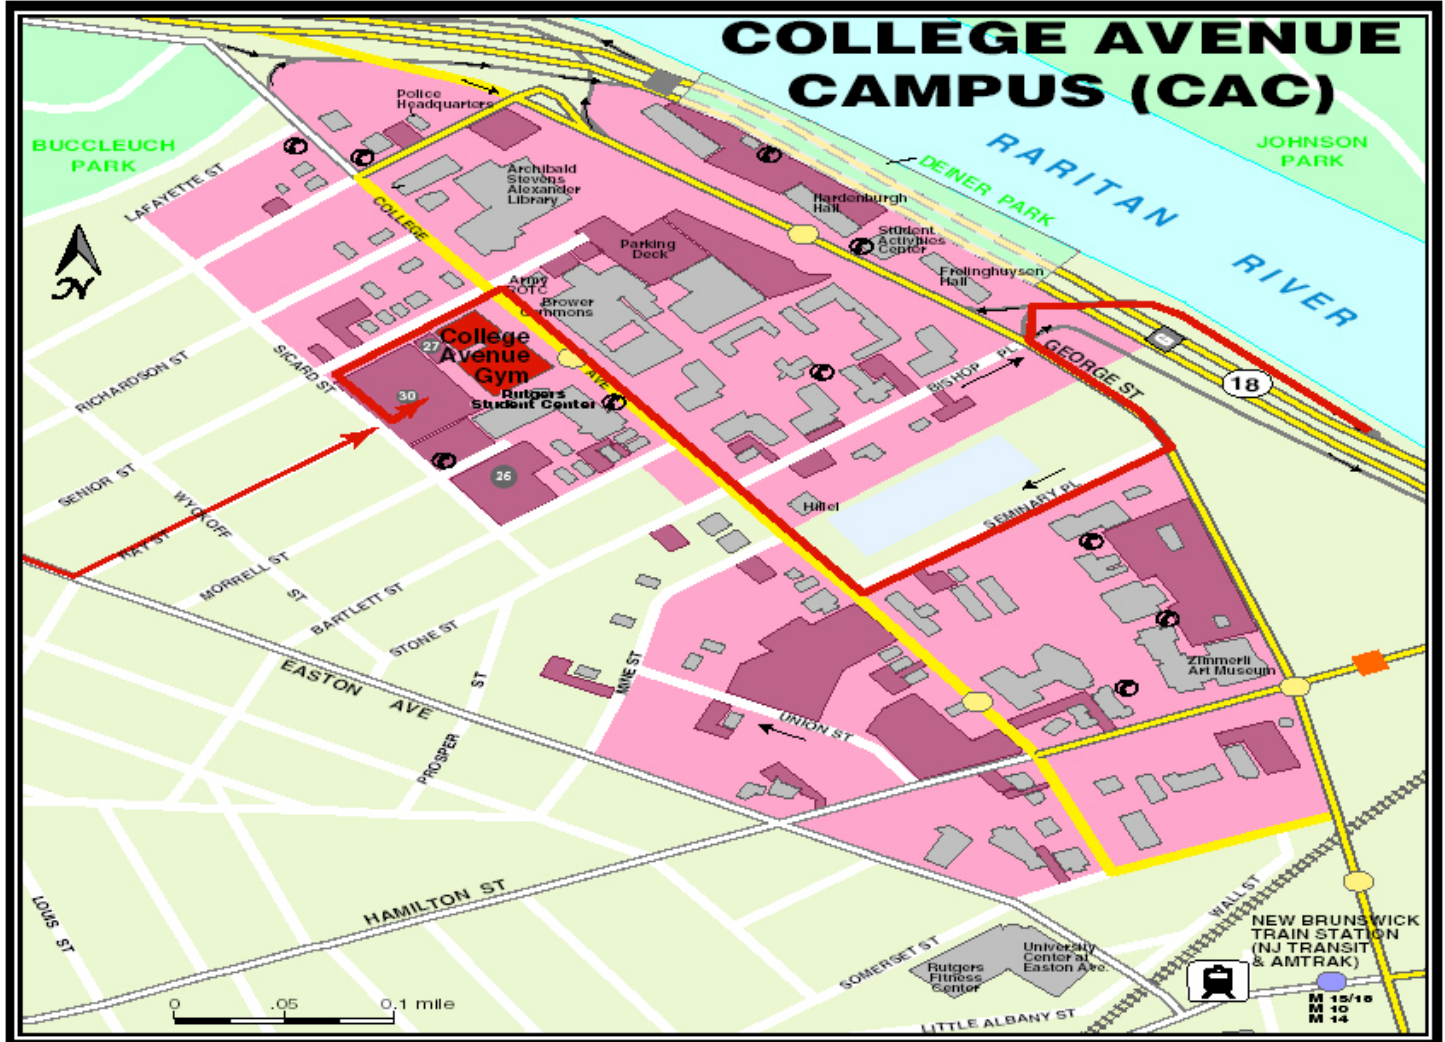 COLLEGE AVENUE
CAMPUS (CAC)
Police
Headquarters
BUCCLEUCH
PARK
JOHNSON
PARK
RARITAN RIVER
DEINER PARK
LAFAYETTE ST
Archibald
Stevens
Alexander
Library
Hardenburgh
Hall
COLLEGE
Student
Activities
Center
Parking
Deck
Frelinghuysen
Hall
N
Army
ROTC
Brower
Commons
College
Avenue
Gym
27
AVE
GEORGE ST
18
RICHARDSON ST
SICARD ST
BISHOP PL
30
Rutgers
Student Center
26
SENIOR ST
WYCKOFF ST
Hillel
SEMINARY PL
RAY ST
MORRELL ST
BARTLETT ST
STONE ST
EASTON AVE
MINE ST
Zimmerli
Art Museum
PROSPER ST
UNION ST
HAMILTON ST
LOUIS ST
WALL ST
NEW BRUNSWICK
TRAIN STATION
(NJ TRANSIT
& AMTRAK)
SOMERSET ST
University
Center at
Easton Ave.
Rutgers
Fitness
Center
0 .05 0.1 mile
M 10
M 14
LITTLE ALBANY ST